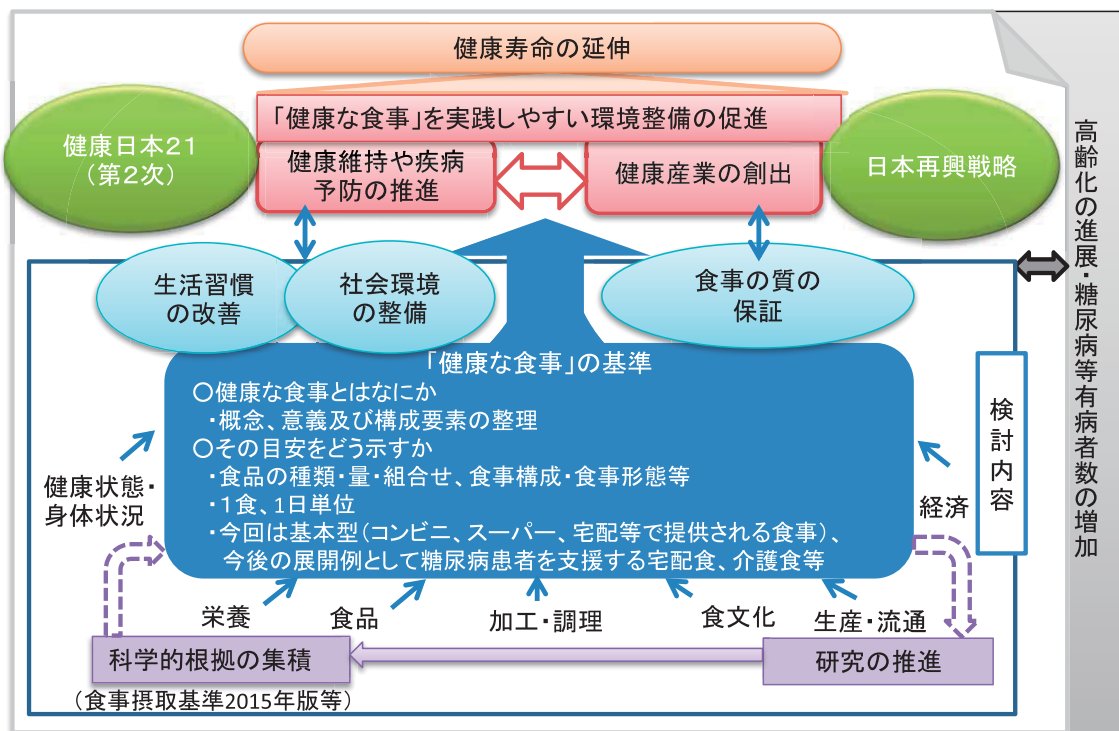 健康寿命の延伸
「健康な食事」を実践しやすい環境整備の促進
健康日本21
(第2次)
健康維持や疾病
予防の推進
健康産業の創出
日本再興戦略
高齢化の進展・糖尿病等有病者数の増加
生活習慣
の改善
社会環境
の整備
食事の質の
保証
「健康な食事」の基準
○健康な食事とはなにか
・概念、意義及び構成要素の整理
○その目安をどう示すか
・食品の種類・量・組合せ、食事構成・食事形態等
・1食、1日単位
・今回は基本型(コンビニ、スーパー、宅配等で提供される食事)、
今後の展開例として糖尿病患者を支援する宅配食、介護食等
検討内容
健康状態・
身体状況
経済
栄養
食品
加工・調理
食文化
生産・流通
科学的根拠の集積
研究の推進
(食事摂取基準2015年版等)